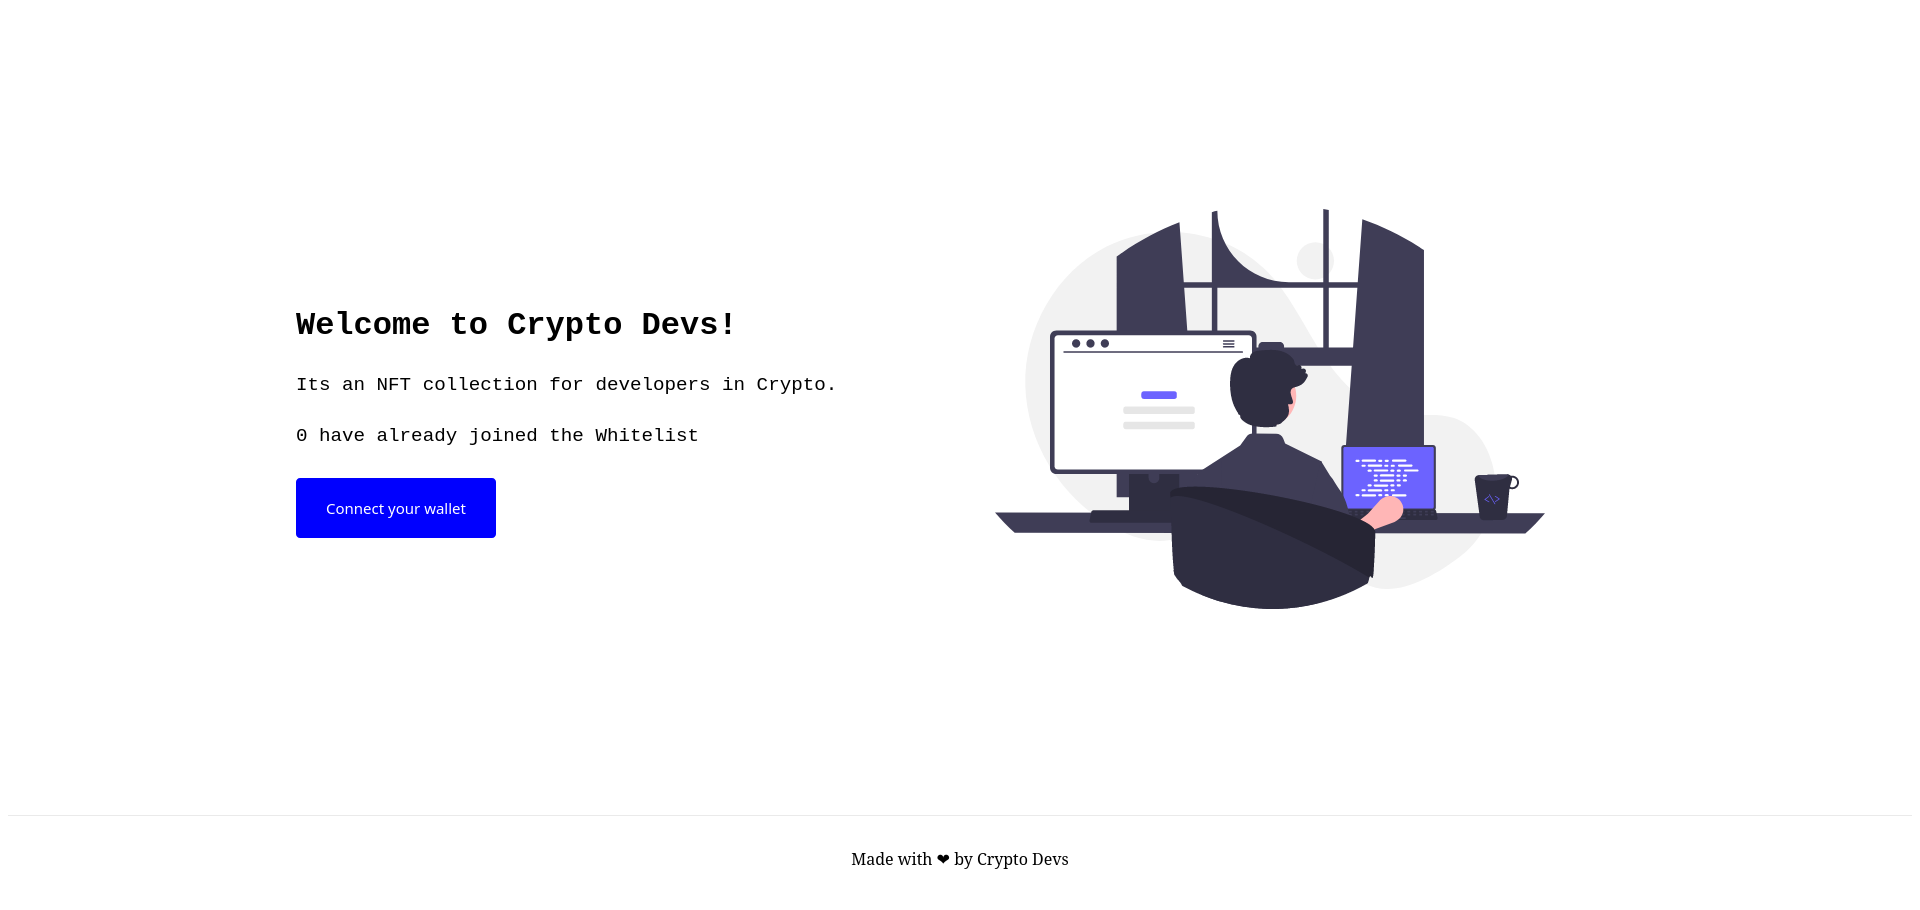 Welcome to Crypto Devs!
Its an NFT collection for developers in Crypto.
0 have already joined the Whitelist
Connect your wallet
</>
Made with ❤ by Crypto Devs